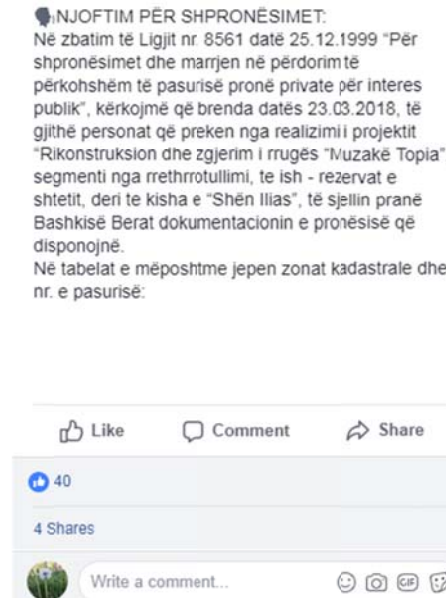 🗣NJOFTIM PËR SHPRONËSIMET:
Në zbatim të Ligjit nr. 8561 datë 25.12.1999 "Për
shpronësimet dhe marrjen në përdorim të
përkohshëm të pasurisë pronë private për interes
publik", kërkojmë që brenda datës 23.03.2018, të
gjithë personat që preken nga realizimi i projektit
"Rikonstruksion dhe zgjerim i rrugës "Muzakë Topia"
segmenti nga rrethrrotullimi, te ish - rezervat e
shtetit, deri te kisha e "Shën Ilias", të sjellin pranë
Bashkisë Berat dokumentacionin e pronësisë që
disponojnë.
Në tabelat e mëposhtme jepen zonat kadastrale dhe
nr. e pasurisë:
Like Comment Share
40
4 Shares
Write a comment... GIF